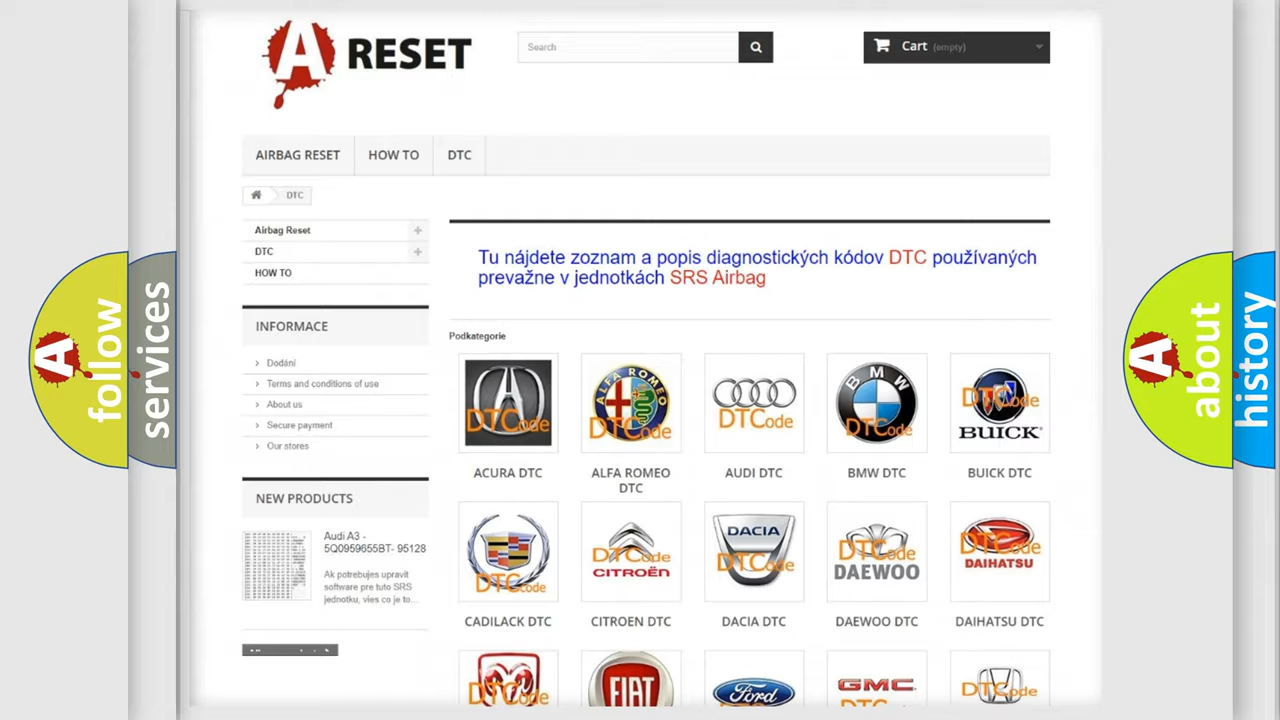 A RESET
Search
Cart (empty)
AIRBAG RESET
HOW TO
DTC
DTC
Airbag Reset
DTC
HOW TO
Tu nájdete zoznam a popis diagnostických kódov DTC používaných
prevažne v jednotkách SRS Airbag
INFORMACE
Dodání
Terms and conditions of use
About us
Secure payment
Our stores
NEW PRODUCTS
Audi A3 -
5Q0959655BT- 95128
Ak potrebujes upravit
software pre tuto SRS
jednotku, vies co je to...
Podkategorie
DTCode
ALFA ROMEO
DTCode
DTCode
BMW
DTCode
DTCode
BUICK
ACURA DTC
ALFA ROMEO
DTC
AUDI DTC
BMW DTC
BUICK DTC
DTCode
DTCode
CITROËN
DACIA
DTCode
DTCode
DAEWOO
DTCode
DAIHATSU
CADILACK DTC
CITROEN DTC
DACIA DTC
DAEWOO DTC
DAIHATSU DTC
DTCode
FIAT
Ford
GMC
DTCode
A follow
services
A about
history